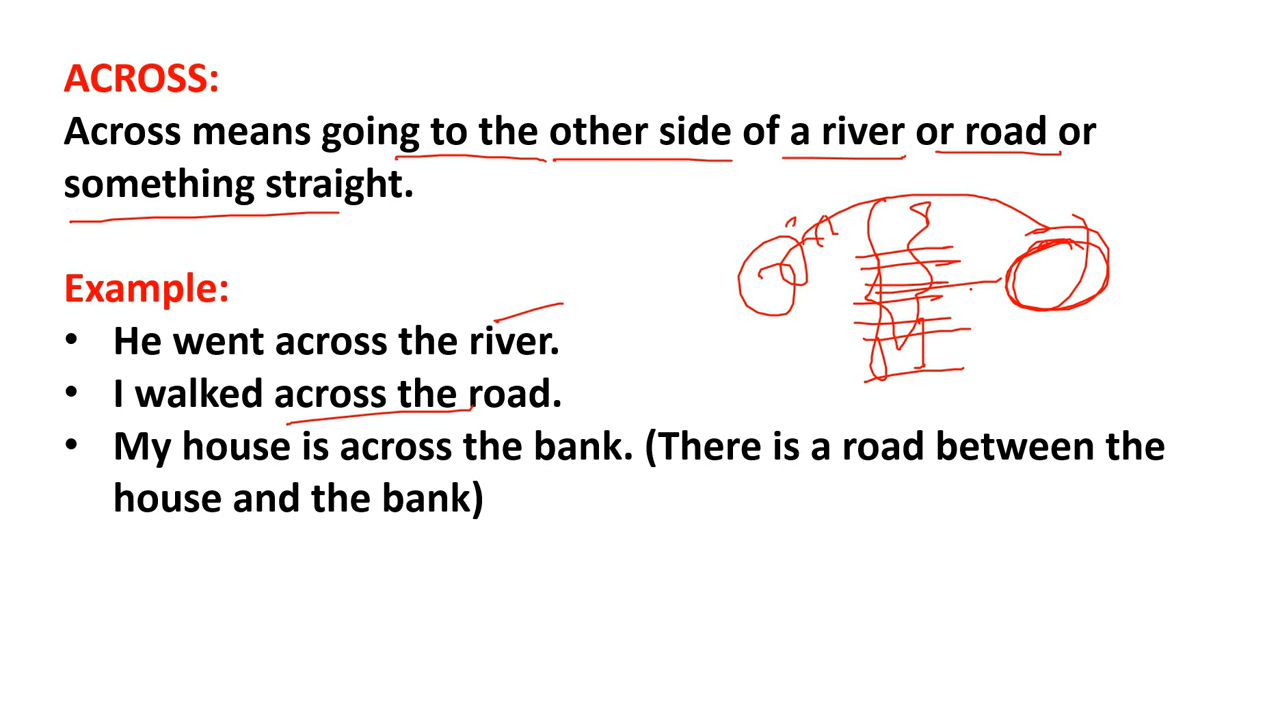 ACROSS:
Across means going to the other side of a river or road or
something straight.
Example:
• He went across the river.
• I walked across the road.
• My house is across the bank. (There is a road between the
house and the bank)